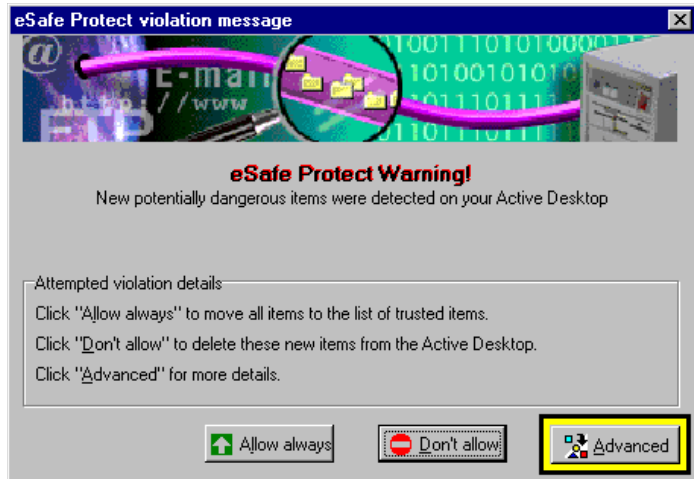 eSafe Protect violation message
@
E-mail
http://www
FTP
10011101010000
101001010
eSafe Protect Warning!
New potentially dangerous items were detected on your Active Desktop
Attempted violation details
Click "Allow always" to move all items to the list of trusted items.
Click "Don't allow" to delete these new items from the Active Desktop.
Click "Advanced" for more details.
Allow always
Don't allow
Advanced